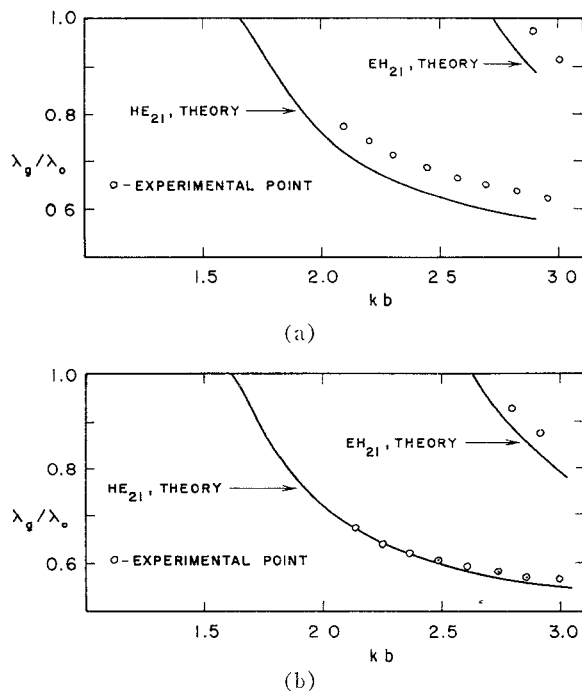 (a)
1.0
EH21, THEORY
HE21, THEORY
0.8
λg/λo
O-EXPERIMENTAL POINT
0.6
1.5 2.0 2.5 3.0
kb
(a)
1.0
EH21, THEORY
0.8
HE21, THEORY
λg/λo
O-EXPERIMENTAL POINT
0.6
1.5 2.0 2.5 3.0
kb
(b)